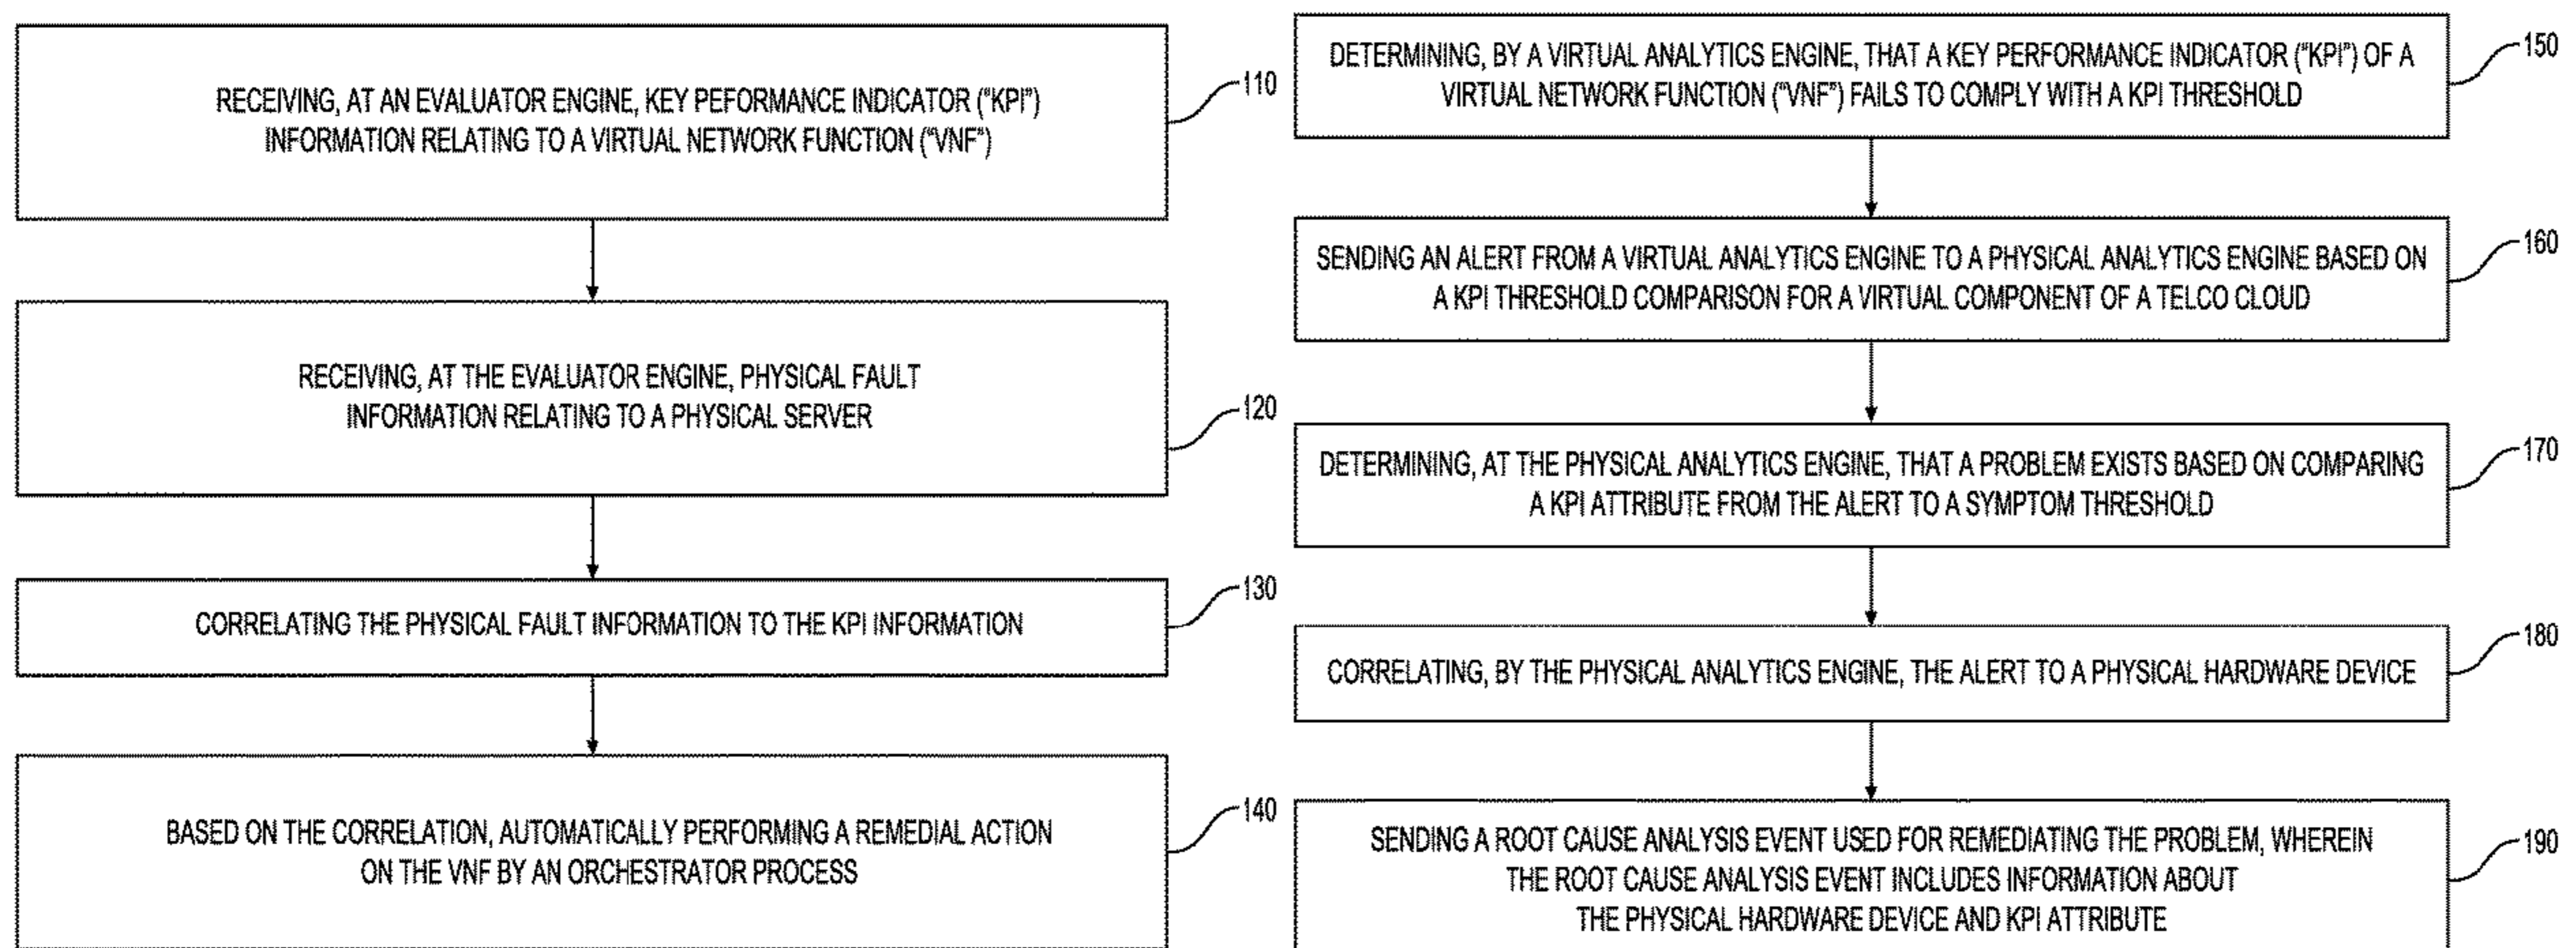 RECEIVING, AT AN EVALUATOR ENGINE, KEY PEFORMANCE INDICATOR ("KPI")
INFORMATION RELATING TO A VIRTUAL NETWORK FUNCTION ("VNF")
110
RECEIVING, AT THE EVALUATOR ENGINE, PHYSICAL FAULT
INFORMATION RELATING TO A PHYSICAL SERVER
120
CORRELATING THE PHYSICAL FAULT INFORMATION TO THE KPI INFORMATION
130
BASED ON THE CORRELATION, AUTOMATICALLY PERFORMING A REMEDIAL ACTION
ON THE VNF BY AN ORCHESTRATOR PROCESS
140
DETERMINING, BY A VIRTUAL ANALYTICS ENGINE, THAT A KEY PERFORMANCE INDICATOR ("KPI") OF A
VIRTUAL NETWORK FUNCTION ("VNF") FAILS TO COMPLY WITH A KPI THRESHOLD
150
SENDING AN ALERT FROM A VIRTUAL ANALYTICS ENGINE TO A PHYSICAL ANALYTICS ENGINE BASED ON
A KPI THRESHOLD COMPARISON FOR A VIRTUAL COMPONENT OF A TELCO CLOUD
160
DETERMINING, AT THE PHYSICAL ANALYTICS ENGINE, THAT A PROBLEM EXISTS BASED ON COMPARING
A KPI ATTRIBUTE FROM THE ALERT TO A SYMPTOM THRESHOLD
170
CORRELATING, BY THE PHYSICAL ANALYTICS ENGINE, THE ALERT TO A PHYSICAL HARDWARE DEVICE
180
SENDING A ROOT CAUSE ANALYSIS EVENT USED FOR REMEDIATING THE PROBLEM, WHEREIN
THE ROOT CAUSE ANALYSIS EVENT INCLUDES INFORMATION ABOUT
THE PHYSICAL HARDWARE DEVICE AND KPI ATTRIBUTE
190